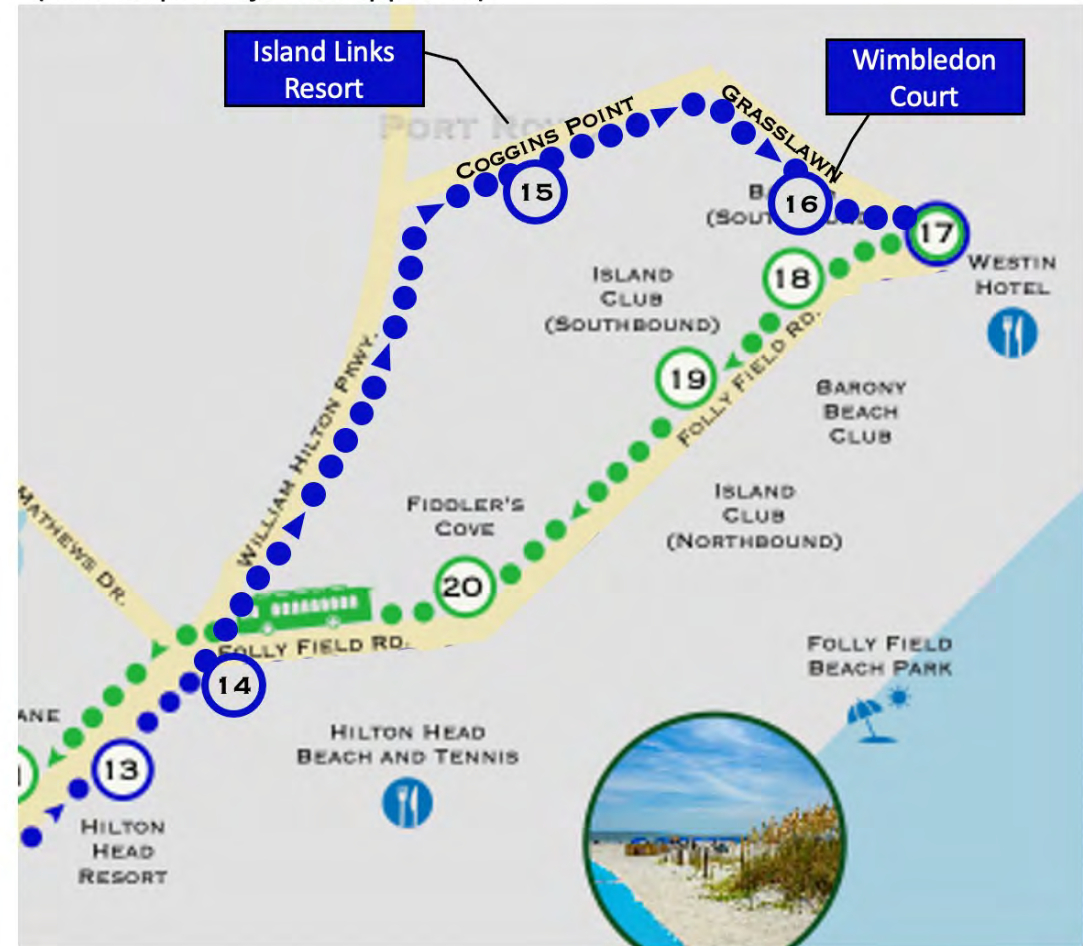 Island Links
Resort
Wimbledon
Court
PORT RO
COGGINS POINT
GRASSLAWN
15
16
17
WESTIN
HOTEL
18
ISLAND
CLUB
(SOUTHBOUND)
19
FOLLY FIELD RD.
BARONY
BEACH
CLUB
WILLIAM HILTON PKWY.
MATHEWS DR.
FIDDLER'S
COVE
ISLAND
CLUB
(NORTHBOUND)
20
FOLLY FIELD RD.
14
FOLLY FIELD
BEACH PARK
ANE
13
HILTON HEAD
BEACH AND TENNIS
HILTON
HEAD
RESORT